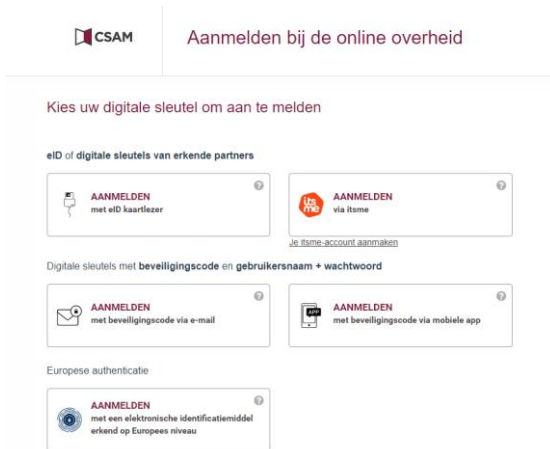 CSAM
Aanmelden bij de online overheid
Kies uw digitale sleutel om aan te melden
eID of digitale sleutels van erkende partners
AANMELDEN
met eID kaartlezer
its
me
AANMELDEN
via itsme
Je itsme-account aanmaken
Digitale sleutels met beveiligingscode en gebruikersnaam + wachtwoord
AANMELDEN
met beveiligingscode via e-mail
APP
AANMELDEN
met beveiligingscode via mobiele app
Europese authenticatie
AANMELDEN
met een elektronische identificatiemiddel
erkend op Europees niveau